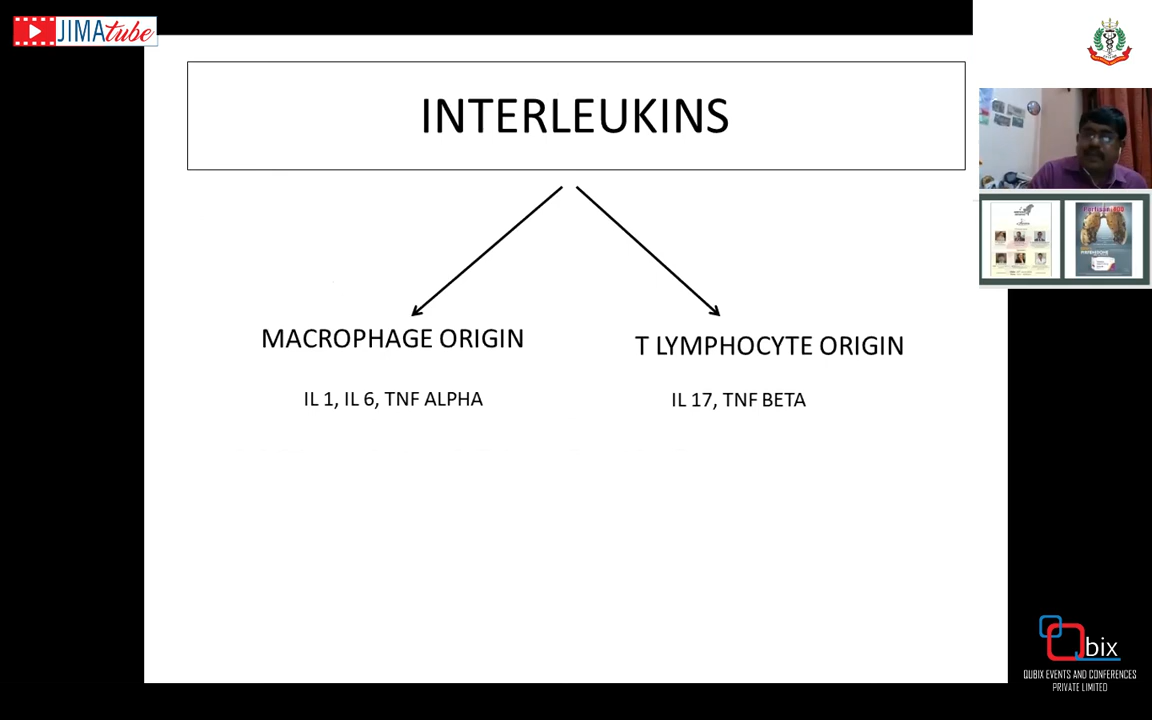 JIMAtube
INTERLEUKINS
MACROPHAGE ORIGIN
T LYMPHOCYTE ORIGIN
IL 1, IL 6, TNF ALPHA
IL 17, TNF BETA
Qbix
QUBIX EVENTS AND CONFERENCES
PRIVATE LIMITED